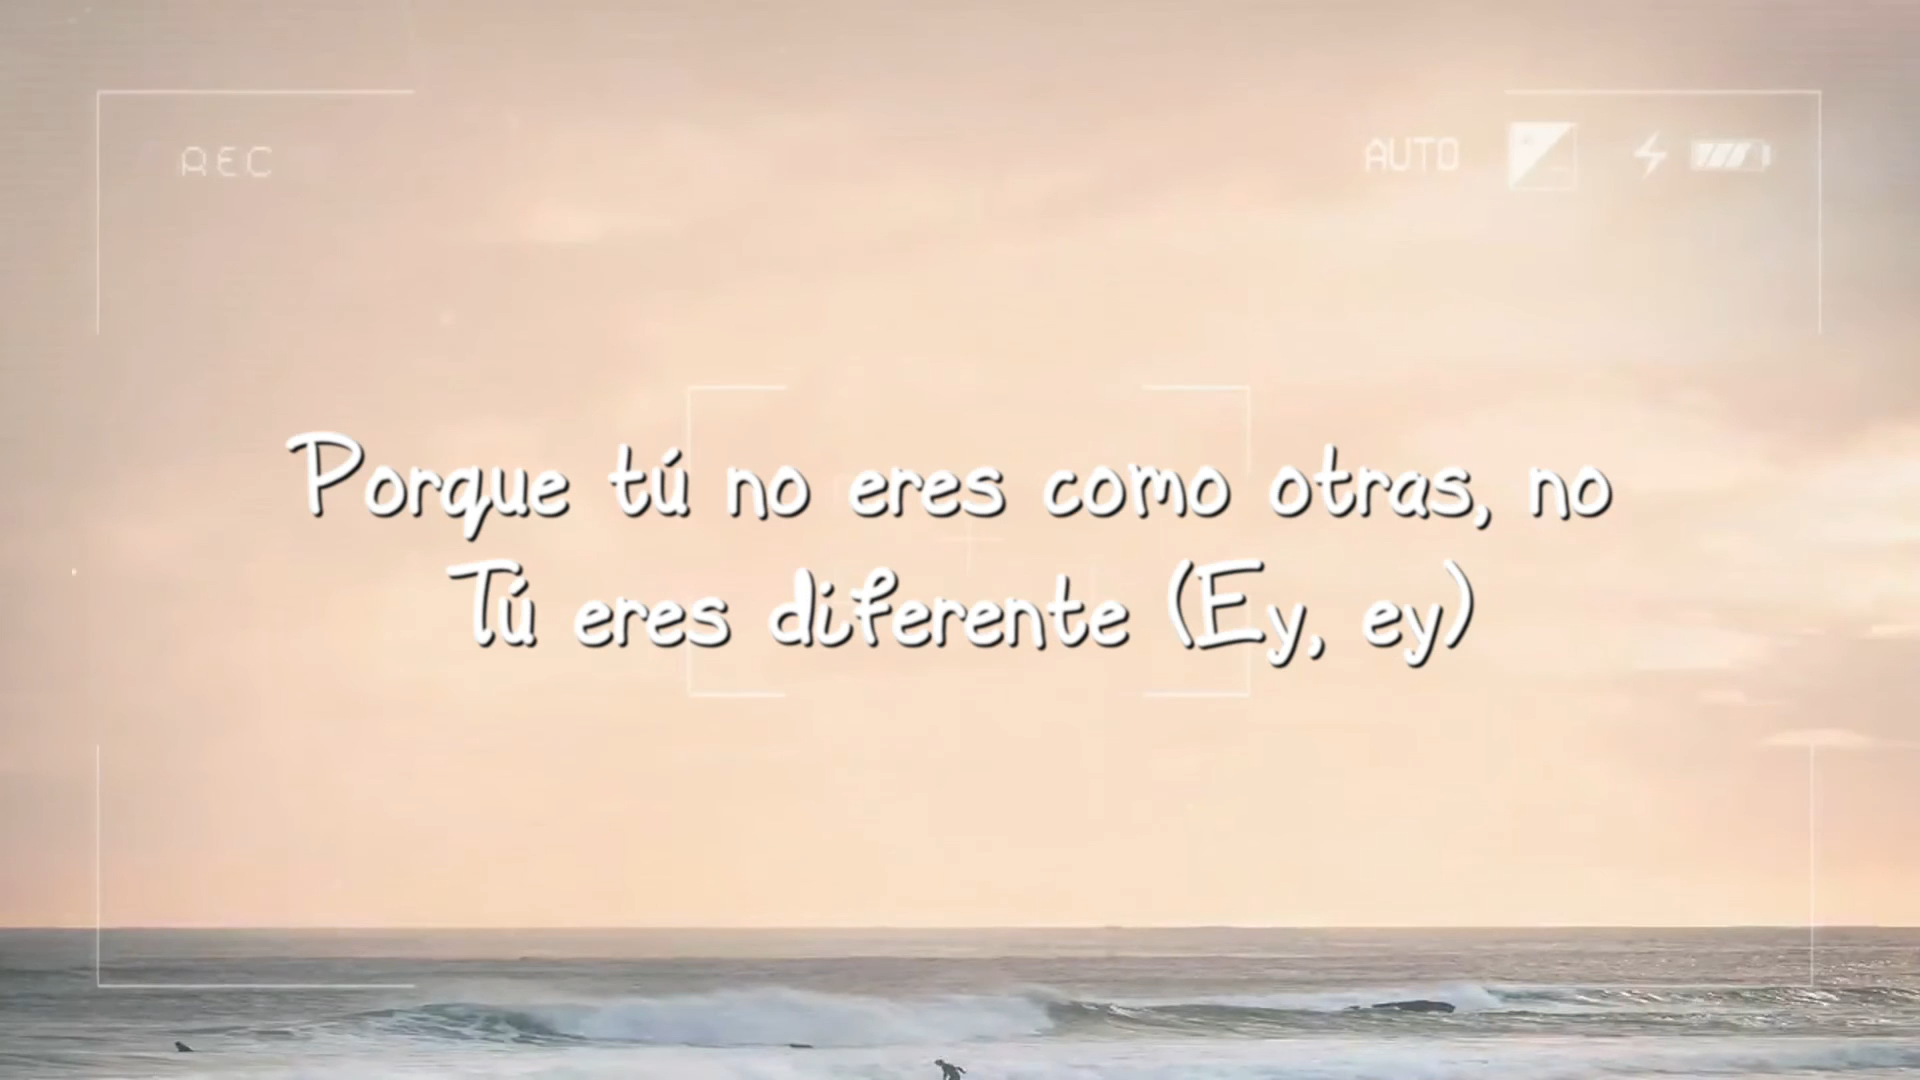 REC
AUTO
Porque tú no eres como otras, no
Tú eres diferente (Ey, ey)